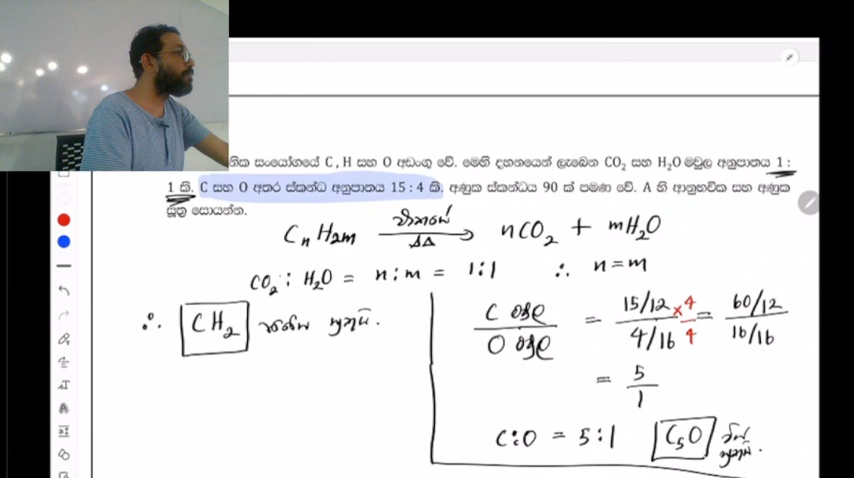 නික සංයෝගයේ C, H සහ O අඩංගු වේ. මෙහි දහනයෙන් ලැබෙන CO₂ සහ H₂O මවුල අනුපාතය 1 :
1 කි. C සහ O අතර ස්කන්ධ අනුපාතය 15 : 4 කි. අණුක ස්කන්ධය 90 ක් පමණ වේ. A හි ආනුභවික සහ අණුක
සූත්‍ර සොයන්න.
CnH2m → nCO₂ + mH₂O
CO₂ : H₂O = n:m = 1:1 ∴ n=m
∴ CH₂
C / O = 15/12 × 4 / 4/16 × 4 = 60/12 / 16/16
= 5/1
C:O = 5:1 C₅O